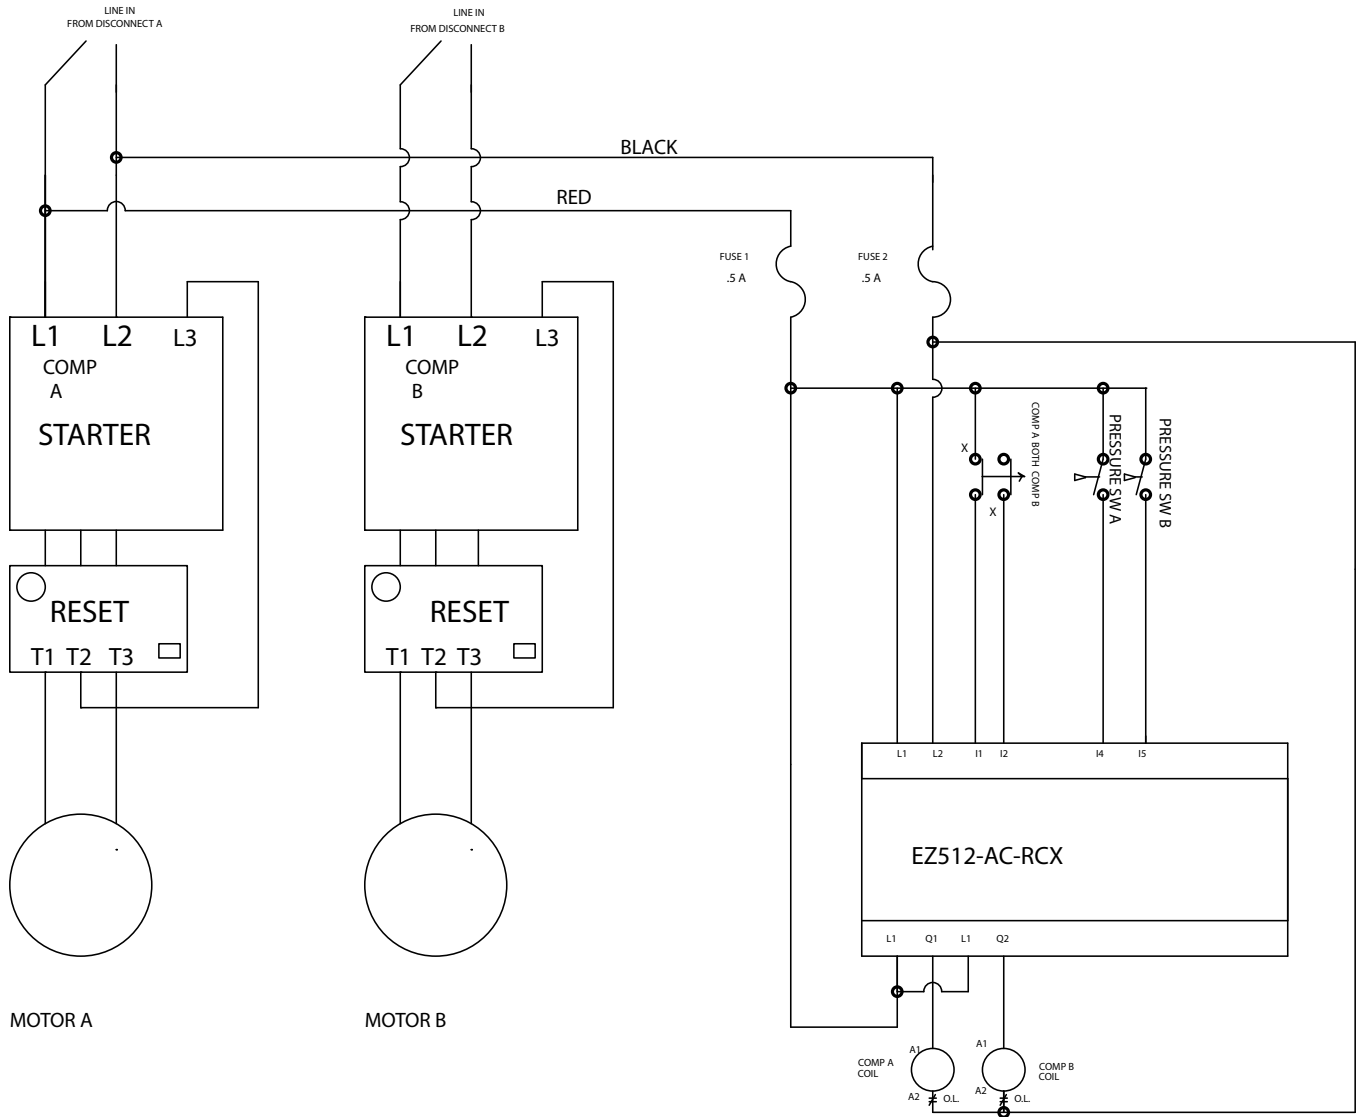 LINE IN
FROM DISCONNECT A
LINE IN
FROM DISCONNECT B
BLACK
RED
FUSE 1
.5 A
FUSE 2
.5 A
L1 L2 L3
COMP
A
STARTER
L1 L2 L3
COMP
B
STARTER
X
X
COMP A BOTH COMP B
PRESSURE SW A
PRESSURE SW B
RESET
T1 T2 T3
RESET
T1 T2 T3
L1 L2 I1 I2 I4 I5
EZ512-AC-RCX
L1 Q1 L1 Q2
MOTOR A
MOTOR B
COMP A
COIL
A1
A2
O.L.
A1
A2
O.L.
COMP B
COIL